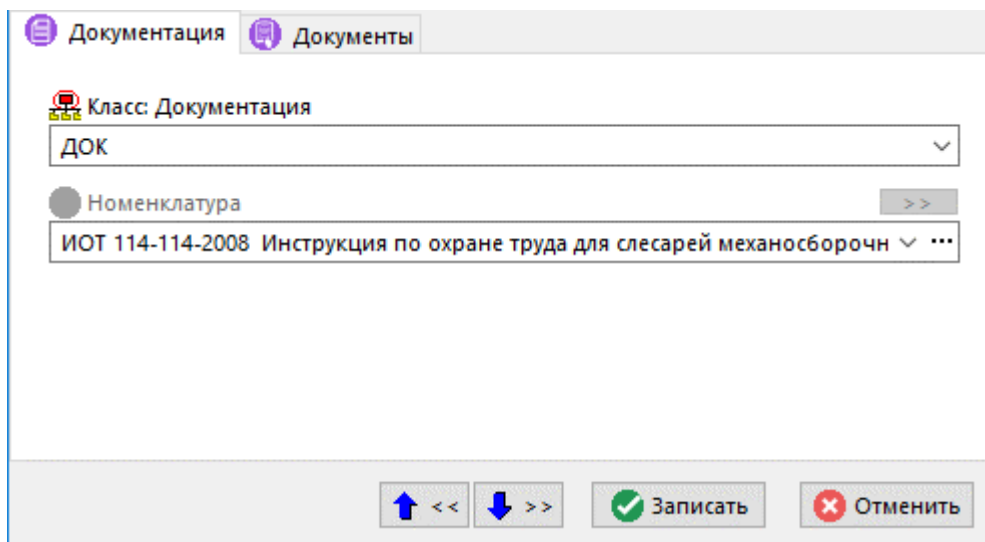 Документация Документы
Класс: Документация
ДОК
Номенклатура >>
ИОТ 114-114-2008 Инструкция по охране труда для слесарей механосборочн ...
<< >> Записать Отменить